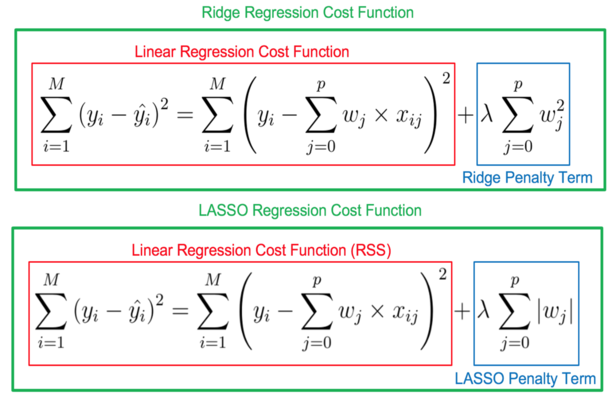 Ridge Regression Cost Function
Linear Regression Cost Function
$\sum_{i=1}^{M} (y_i - \hat{y_i})^2 = \sum_{i=1}^{M} \left( y_i - \sum_{j=0}^{p} w_j \times x_{ij} \right)^2 + \lambda \sum_{j=0}^{p} w_j^2$
Ridge Penalty Term
LASSO Regression Cost Function
Linear Regression Cost Function (RSS)
$\sum_{i=1}^{M} (y_i - \hat{y_i})^2 = \sum_{i=1}^{M} \left( y_i - \sum_{j=0}^{p} w_j \times x_{ij} \right)^2 + \lambda \sum_{j=0}^{p} |w_j|$
LASSO Penalty Term